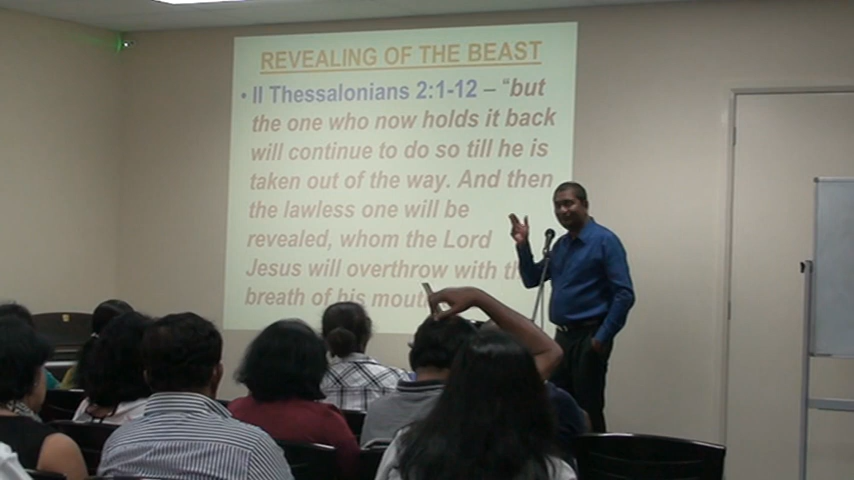 REVEALING OF THE BEAST
• II Thessalonians 2:1-12 – "but
the one who now holds it back
will continue to do so till he is
taken out of the way. And then
the lawless one will be
revealed, whom the Lord
Jesus will overthrow with
breath of his